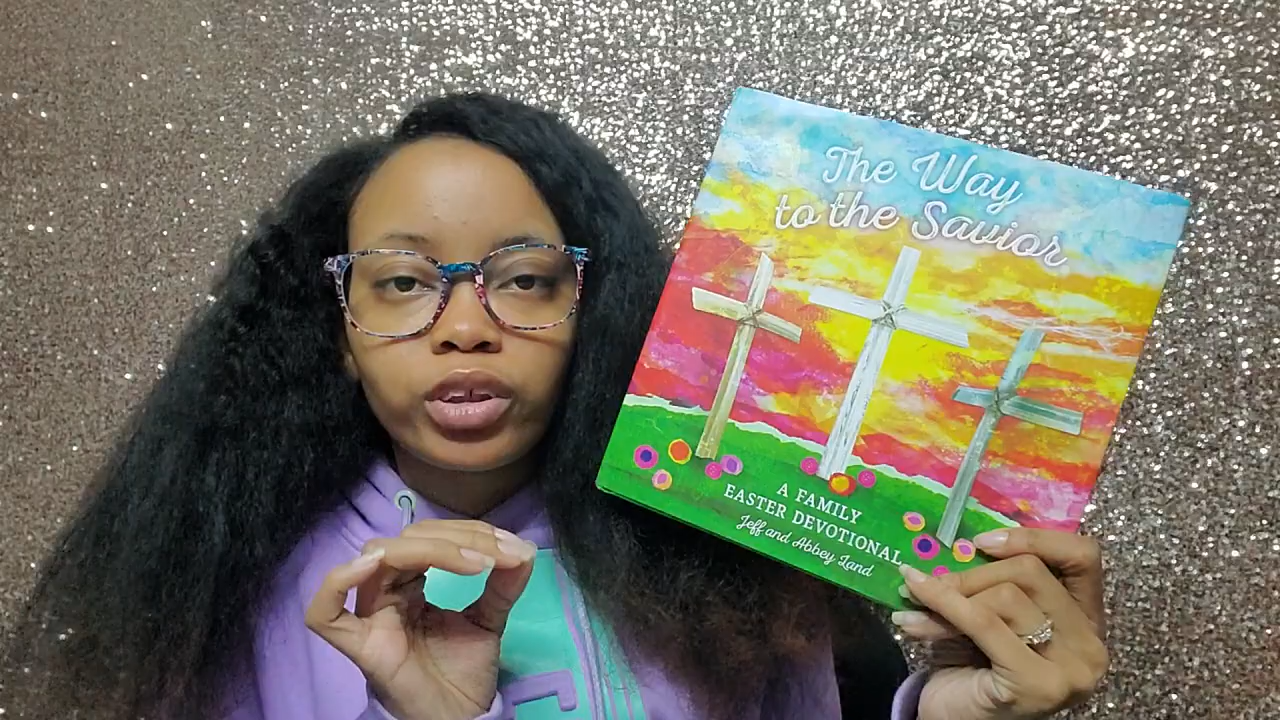 The Way
to the Savior
A FAMILY
EASTER DEVOTIONAL
Jeff and Abbey Land